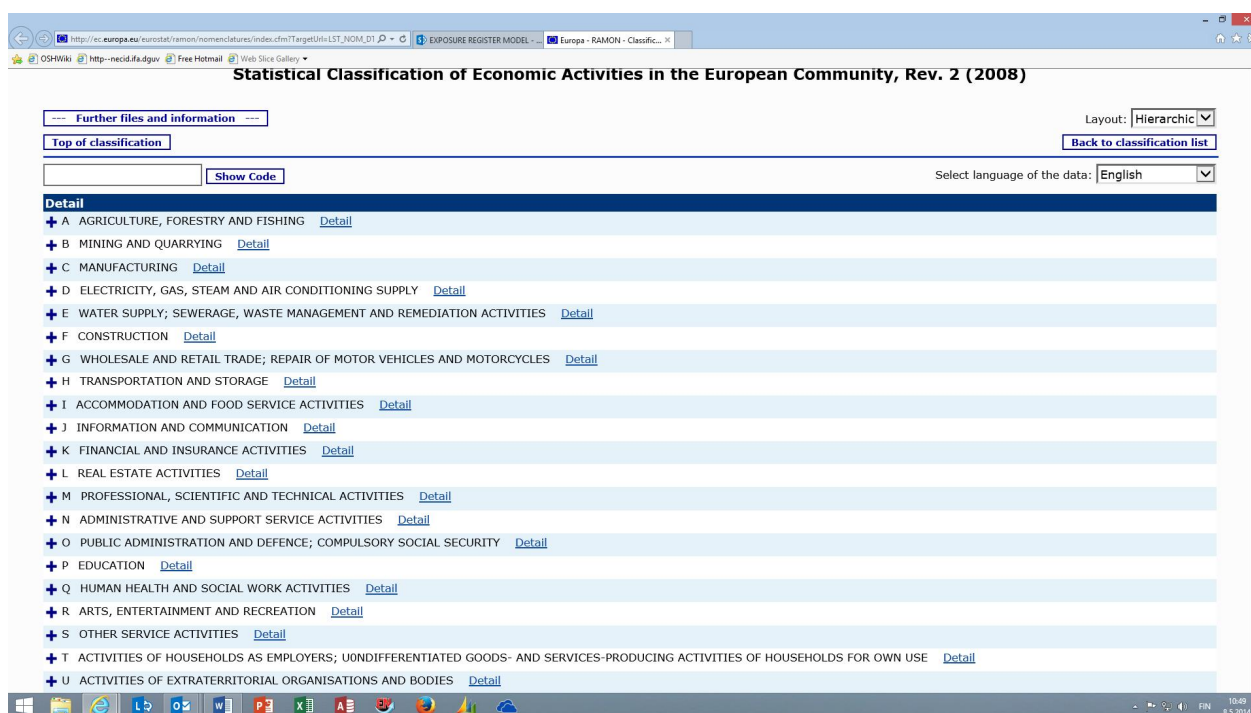 http://ec.europa.eu/eurostat/ramon/nomenclatures/index.cfm?TargetUrl=LST_NOM_DT
EXPOSURE REGISTER MODEL - ...
Europa - RAMON - Classific...
OSHWiki
http--necid.ifa.dguv
Free Hotmail
Web Slice Gallery
Statistical Classification of Economic Activities in the European Community, Rev. 2 (2008)
--- Further files and information ---
Layout: Hierarchic
Top of classification
Back to classification list
Show Code
Select language of the data: English
Detail
A AGRICULTURE, FORESTRY AND FISHING Detail
B MINING AND QUARRYING Detail
C MANUFACTURING Detail
D ELECTRICITY, GAS, STEAM AND AIR CONDITIONING SUPPLY Detail
E WATER SUPPLY; SEWERAGE, WASTE MANAGEMENT AND REMEDIATION ACTIVITIES Detail
F CONSTRUCTION Detail
G WHOLESALE AND RETAIL TRADE; REPAIR OF MOTOR VEHICLES AND MOTORCYCLES Detail
H TRANSPORTATION AND STORAGE Detail
I ACCOMMODATION AND FOOD SERVICE ACTIVITIES Detail
J INFORMATION AND COMMUNICATION Detail
K FINANCIAL AND INSURANCE ACTIVITIES Detail
L REAL ESTATE ACTIVITIES Detail
M PROFESSIONAL, SCIENTIFIC AND TECHNICAL ACTIVITIES Detail
N ADMINISTRATIVE AND SUPPORT SERVICE ACTIVITIES Detail
O PUBLIC ADMINISTRATION AND DEFENCE; COMPULSORY SOCIAL SECURITY Detail
P EDUCATION Detail
Q HUMAN HEALTH AND SOCIAL WORK ACTIVITIES Detail
R ARTS, ENTERTAINMENT AND RECREATION Detail
S OTHER SERVICE ACTIVITIES Detail
T ACTIVITIES OF HOUSEHOLDS AS EMPLOYERS; U0NDIFFERENTIATED GOODS- AND SERVICES-PRODUCING ACTIVITIES OF HOUSEHOLDS FOR OWN USE Detail
U ACTIVITIES OF EXTRATERRITORIAL ORGANISATIONS AND BODIES Detail
FIN
10:49
8.5.2014